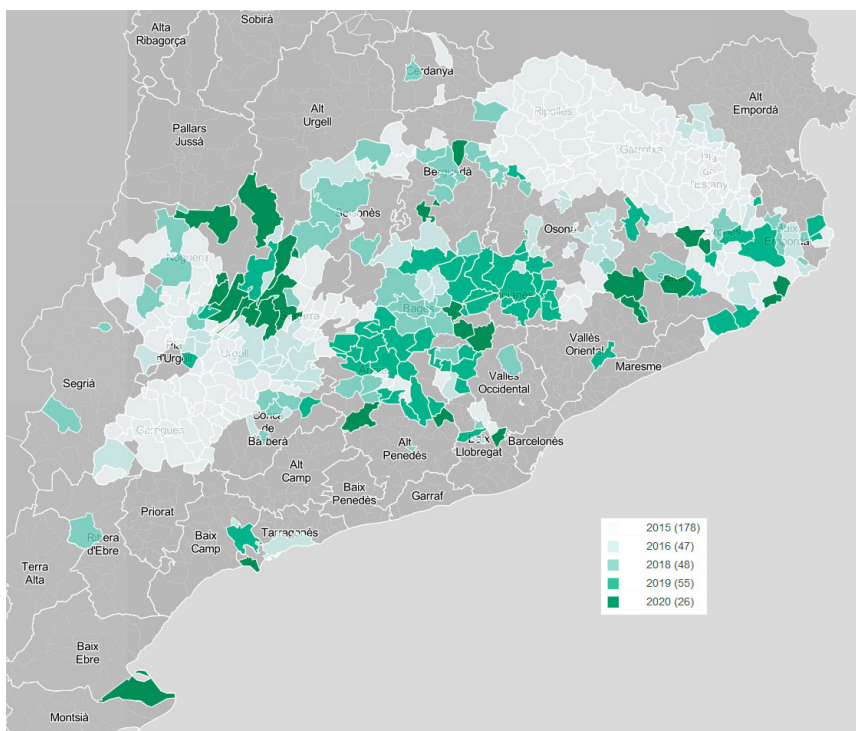 Sobirà
Alta
Ribagorça
Cerdanya
Alt
Urgell
Ripollès
Alt
Empordà
Pallars
Jussà
Garrotxa
Pla
de
l'Estany
Berguedà
Solsonès
Osona
Gironès
Baix
Empordà
Noguera
Selva
Bages
Moianès
Segarra
Pla
d'Urgell
Urgell
Vallès
Oriental
Maresme
Segrià
Anoia
Vallès
Occidental
Garrigues
Conca
de
Barberà
Alt
Penedès
Baix
Llobregat
Barcelonès
Alt
Camp
Baix
Penedès
Garraf
Priorat
Baix
Camp
Tarragonès
Ribera
d'Ebre
Terra
Alta
2015 (178)
2016 (47)
2018 (48)
2019 (55)
2020 (26)
Baix
Ebre
Montsià